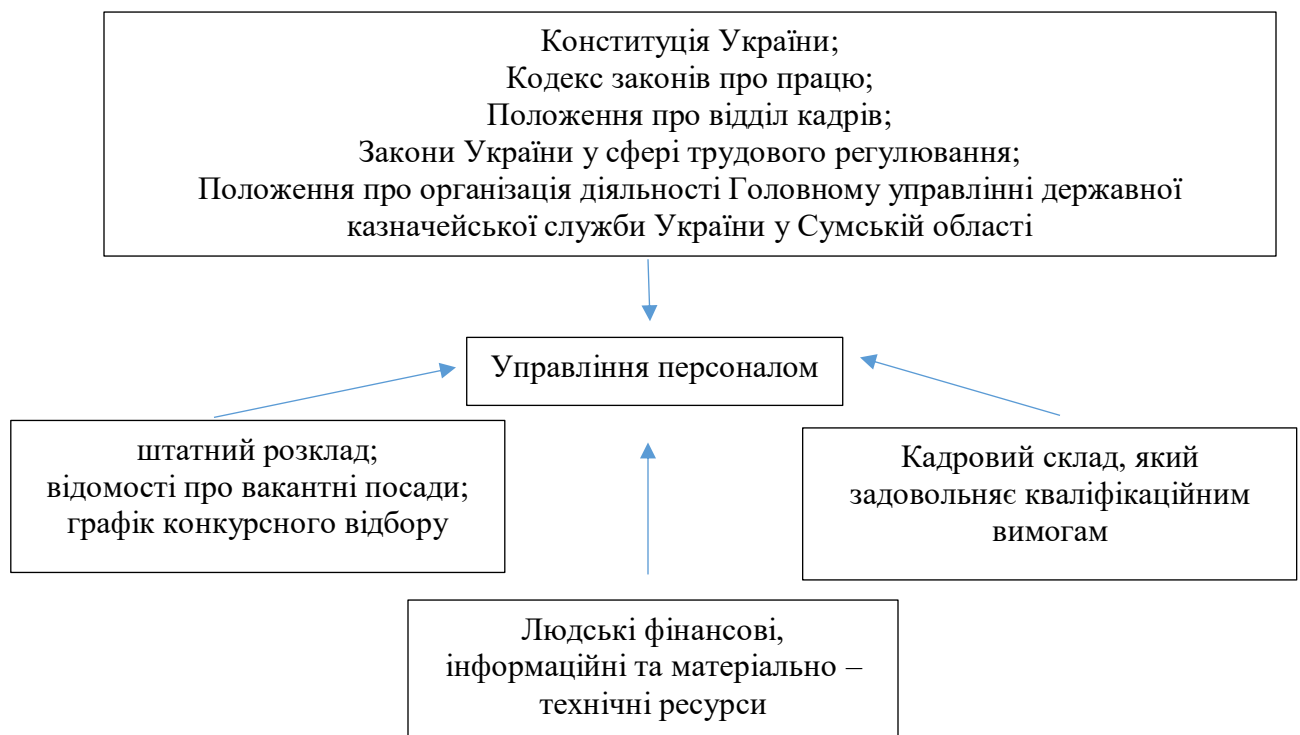 Конституція України;
Кодекс законів про працю;
Положення про відділ кадрів;
Закони України у сфері трудового регулювання;
Положення про організація діяльності Головному управлінні державної
казначейської служби України у Сумській області
Управління персоналом
штатний розклад;
відомості про вакантні посади;
графік конкурсного відбору
Кадровий склад, який
задовольняє кваліфікаційним
вимогам
Людські фінансові,
інформаційні та матеріально –
технічні ресурси